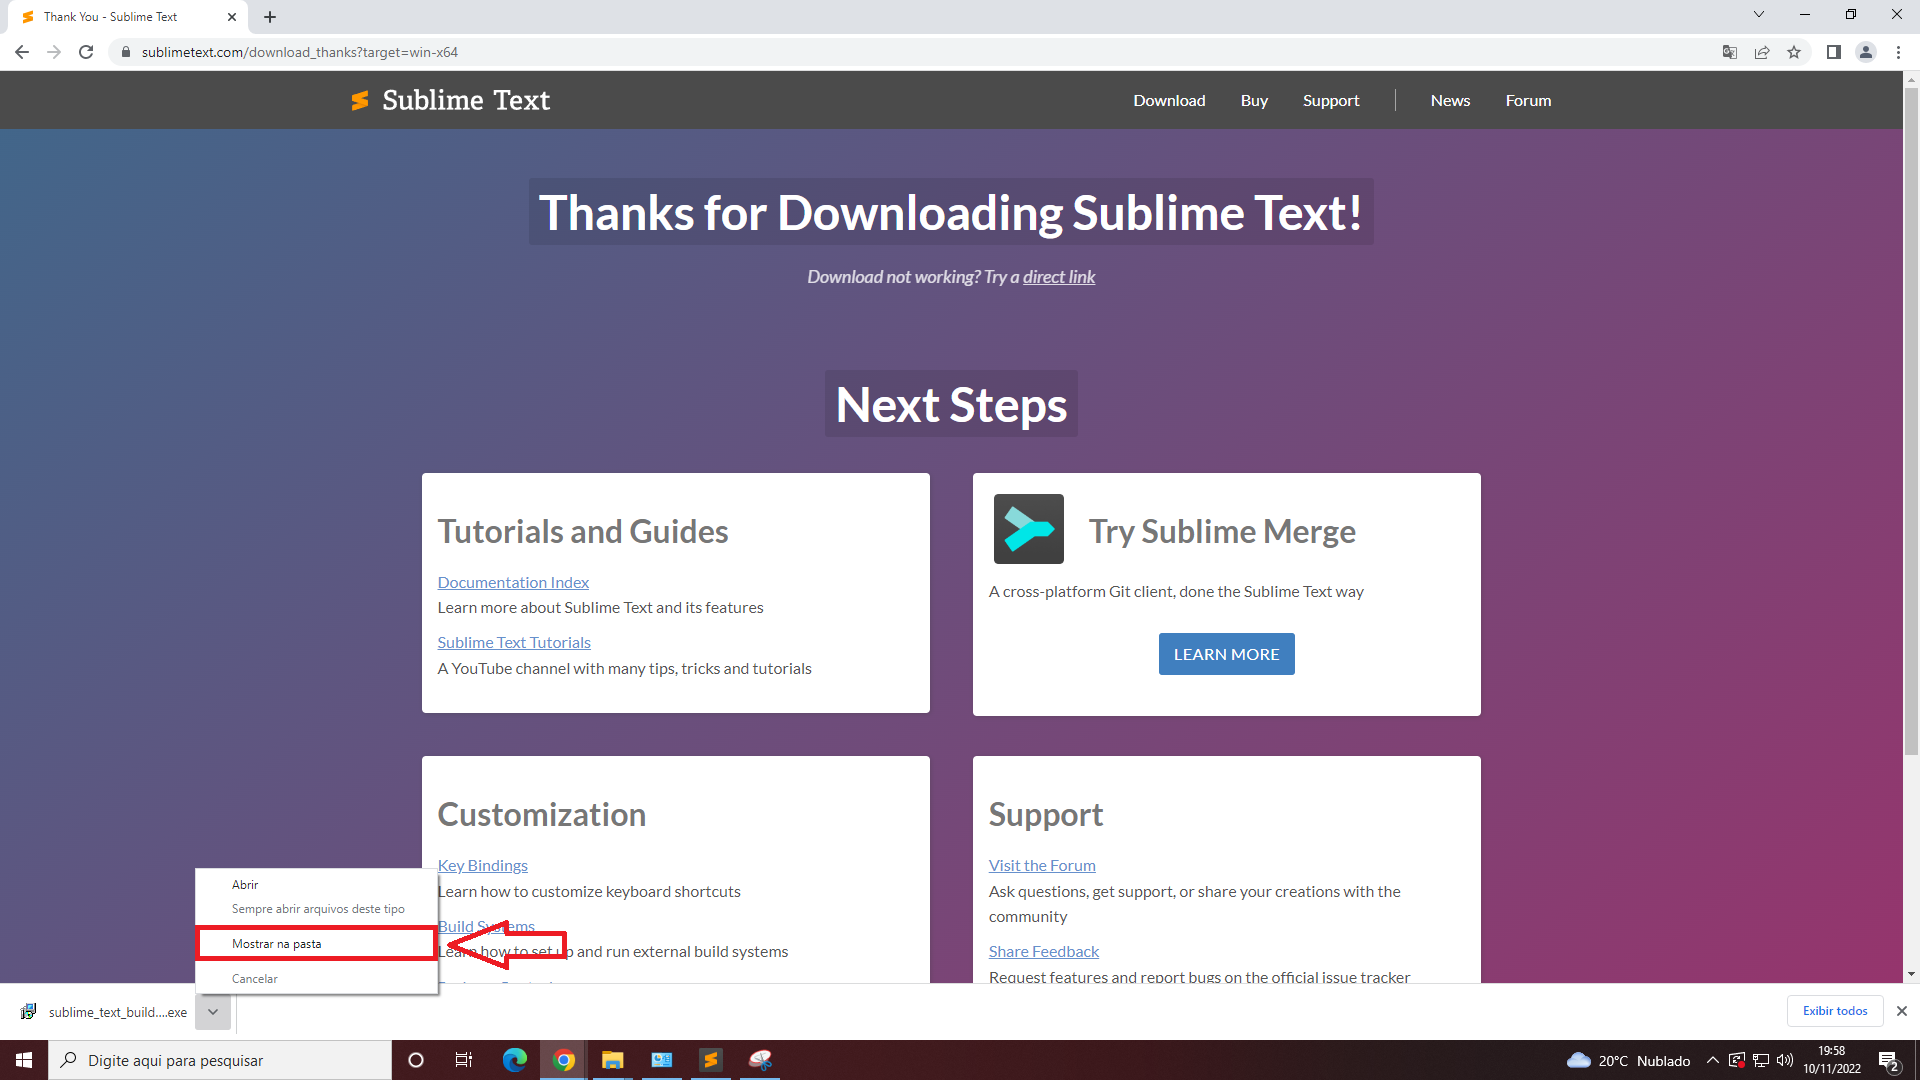 Thank You - Sublime Text
sublimetext.com/download_thanks?target=win-x64
Sublime Text
Download Buy Support News Forum
Thanks for Downloading Sublime Text!
Download not working? Try a direct link
Next Steps
Tutorials and Guides
Documentation Index
Learn more about Sublime Text and its features
Sublime Text Tutorials
A YouTube channel with many tips, tricks and tutorials
Try Sublime Merge
A cross-platform Git client, done the Sublime Text way
LEARN MORE
Customization
Key Bindings
Learn how to customize keyboard shortcuts
Build Systems
Learn how to set up and run external build systems
Support
Visit the Forum
Ask questions, get support, or share your creations with the
community
Share Feedback
Request features and report bugs on the official issue tracker
Abrir
Sempre abrir arquivos deste tipo
Mostrar na pasta
Cancelar
sublime_text_build....exe
Exibir todos
Digite aqui para pesquisar
20°C Nublado
19:58
10/11/2022
2